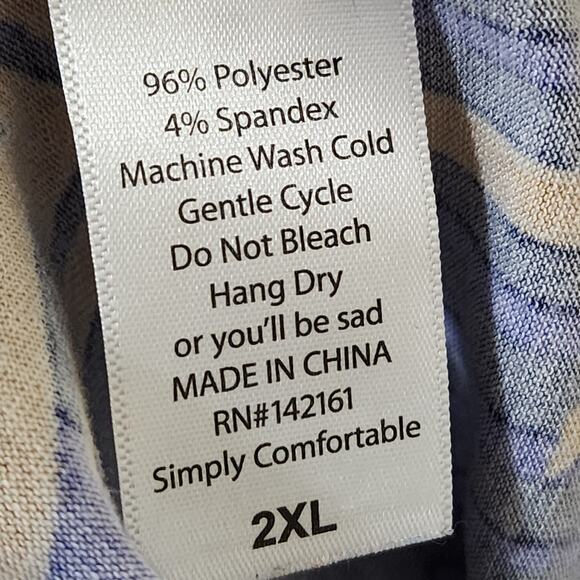 96% Polyester
4% Spandex
Machine Wash Cold
Gentle Cycle
Do Not Bleach
Hang Dry
or you'll be sad
MADE IN CHINA
RN#142161
Simply Comfortable
2XL